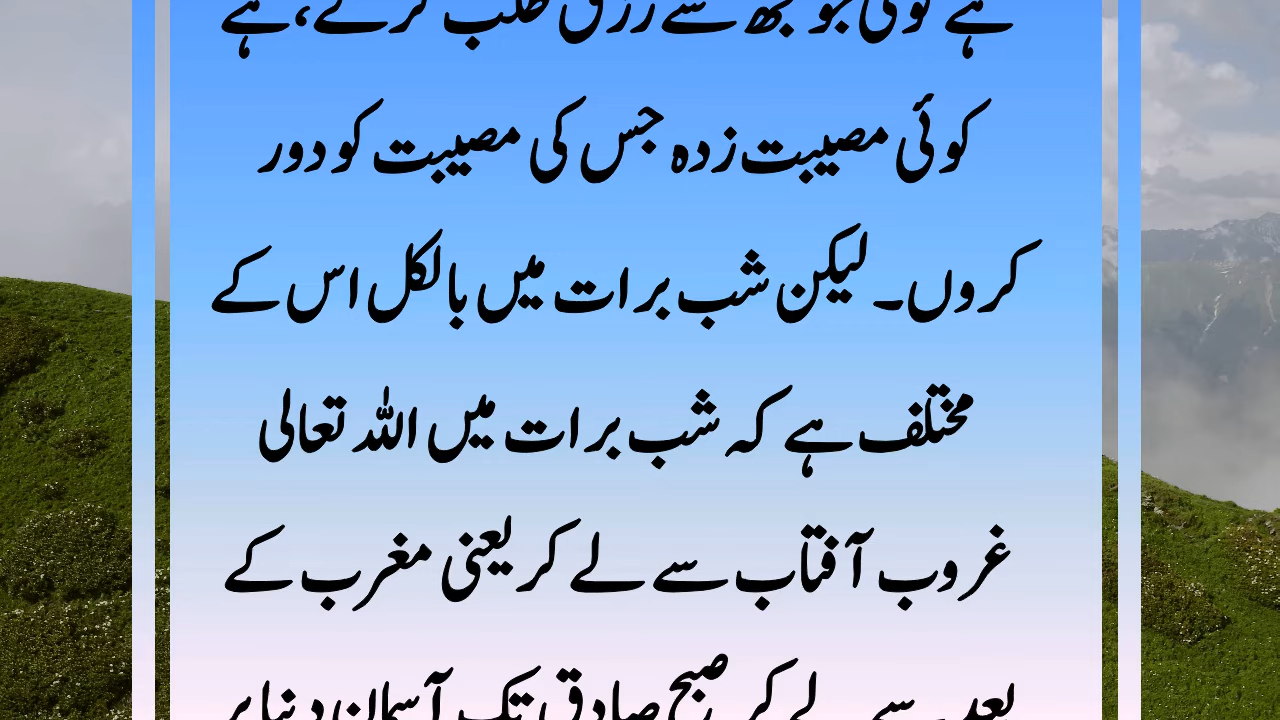 ہے کوئی جو مجھ سے رزق طلب کرے، ہے
کوئی مصیبت زدہ جس کی مصیبت کو دور
کروں۔ لیکن شب برات میں بالکل اس کے
مختلف ہے کہ شب برات میں اللہ تعالی
غروب آفتاب سے لے کر یعنی مغرب کے
بعد سے لے کر صبح صادق تک آسمان دنیا پر